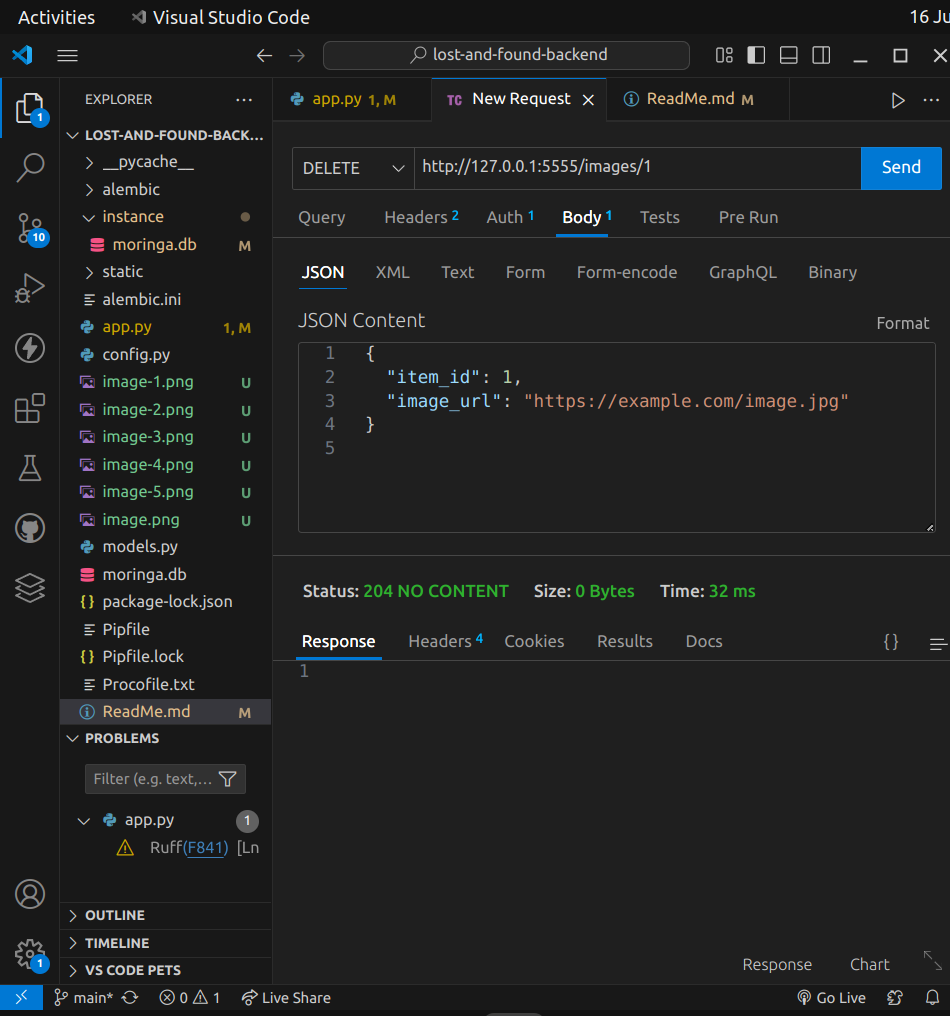 Activities Visual Studio Code 16 Ju
lost-and-found-backend
1
10
1
EXPLORER
LOST-AND-FOUND-BACK...
__pycache__
alembic
instance
moringa.db M
static
alembic.ini
app.py 1, M
config.py
image-1.png U
image-2.png U
image-3.png U
image-4.png U
image-5.png U
image.png U
models.py
moringa.db
package-lock.json
Pipfile
Pipfile.lock
Procofile.txt
ReadMe.md M
PROBLEMS
Filter (e.g. text,...
app.py 1
Ruff(F841) [Ln
OUTLINE
TIMELINE
VS CODE PETS
app.py 1, M TC New Request ReadMe.md M
DELETE http://127.0.0.1:5555/images/1 Send
Query Headers 2 Auth 1 Body 1 Tests Pre Run
JSON XML Text Form Form-encode GraphQL Binary
JSON Content Format
1 {
2 "item_id": 1,
3 "image_url": "https://example.com/image.jpg"
4 }
5
Status: 204 NO CONTENT Size: 0 Bytes Time: 32 ms
Response Headers 4 Cookies Results Docs {}
1
Response Chart
main* 0 1 Live Share Go Live